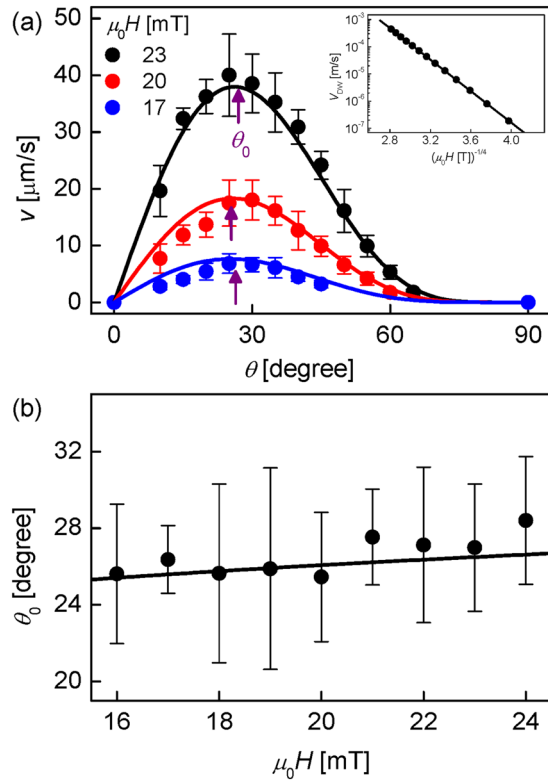 (a)
μ₀H [mT]
23
20
17
θ₀
50
40
30
20
10
0
v [μm/s]
0 30 60 90
θ [degree]
10⁻³
10⁻⁴
10⁻⁵
10⁻⁶
10⁻⁷
V_DW [m/s]
2.8 3.2 3.6 4.0
(μ₀H [T])⁻¹ᐟ⁴
(b)
32
28
24
20
θ₀ [degree]
16 18 20 22 24
μ₀H [mT]